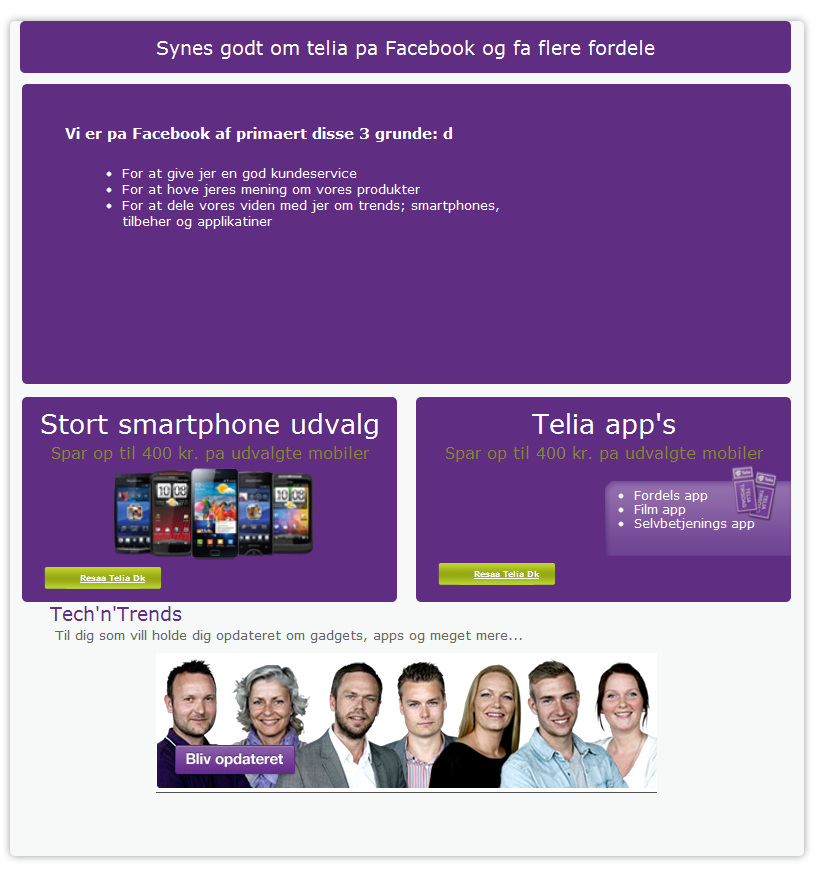 Synes godt om telia pa Facebook og fa flere fordele
Vi er pa Facebook af primaert disse 3 grunde: d
For at give jer en god kundeservice
For at hove jeres mening om vores produkter
For at dele vores viden med jer om trends; smartphones,
tilbeher og applikatiner
Stort smartphone udvalg
Spar op til 400 kr. pa udvalgte mobiler
Resaa Telia Dk
Telia app's
Spar op til 400 kr. pa udvalgte mobiler
Fordels app
Film app
Selvbetjenings app
Resaa Telia Dk
Tech'n'Trends
Til dig som vill holde dig opdateret om gadgets, apps og meget mere...
Bliv opdateret